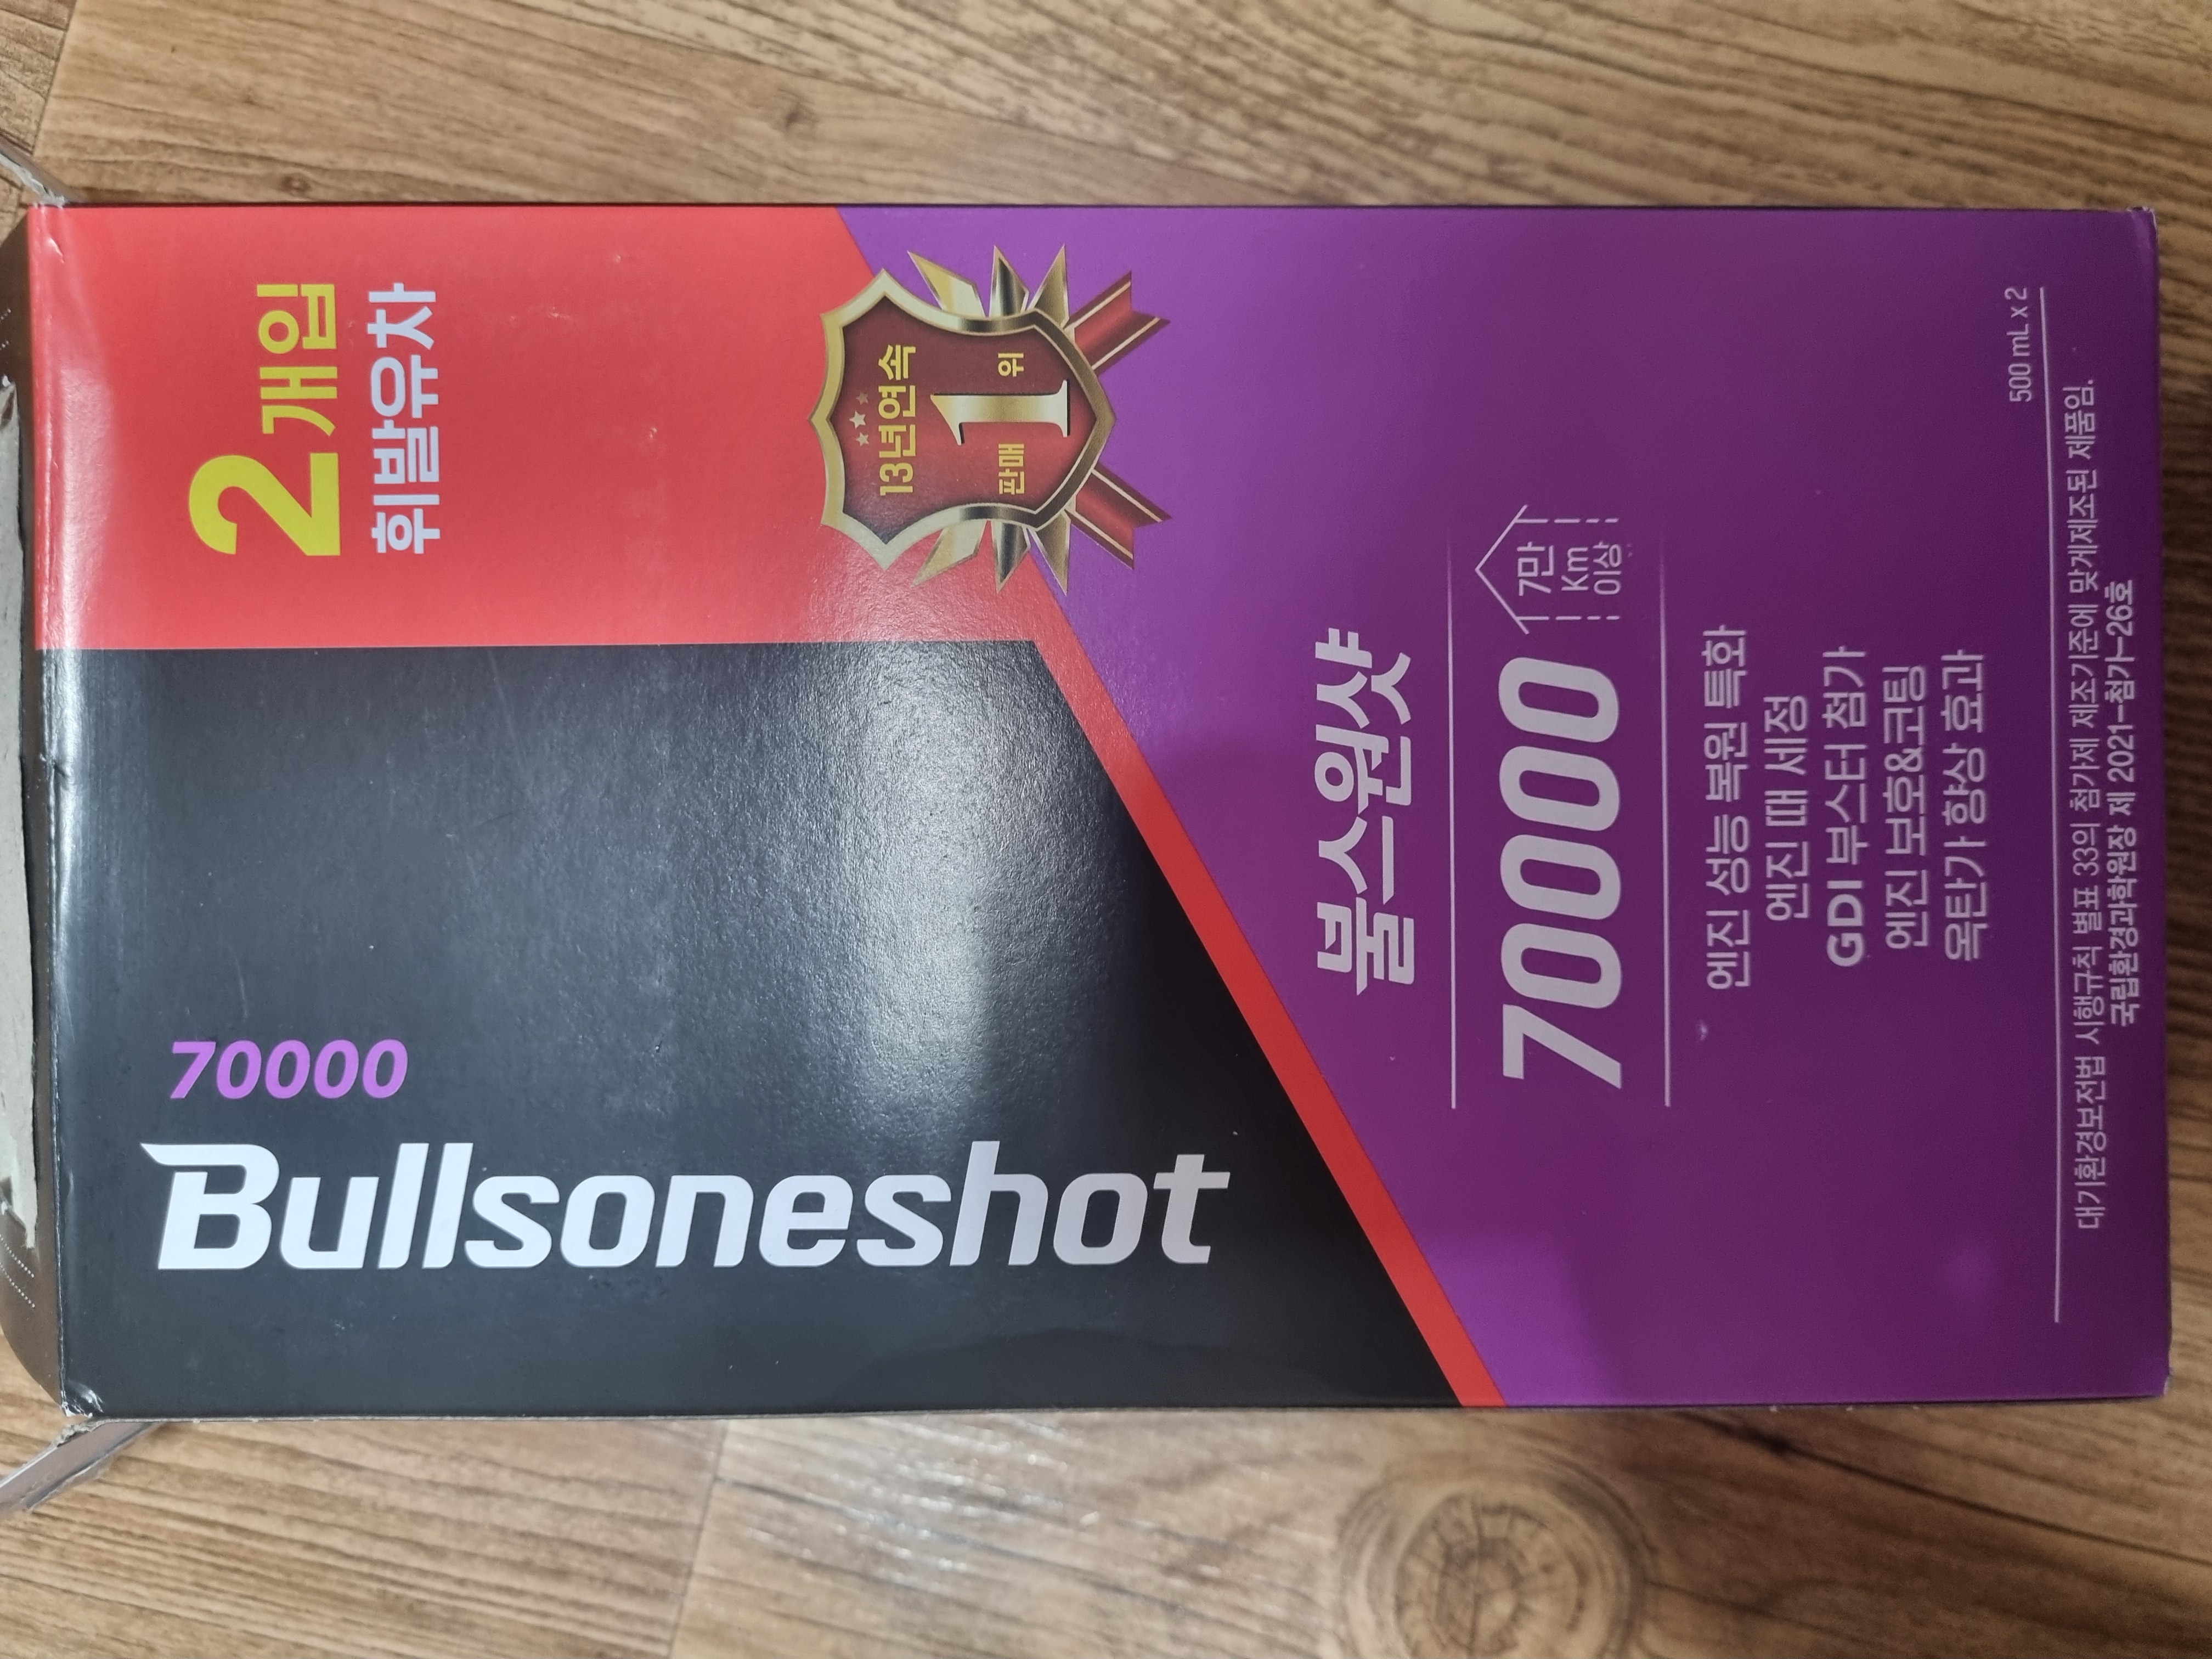 2개입
휘발유차
70000
Bullsoneshot
13년연속
판매 1 위
불스원샷
70000
7만
Km
이상
엔진 성능 복원 특화
엔진 때 세정
GDI 부스터 첨가
엔진 보호&코팅
옥탄가 향상 효과
500 mL x 2
대기환경보전법 시행규칙 별표 33의 첨가제 제조기준에 맞게제조된 제품임.
국립환경과학원장 제 2021-첨가-26호